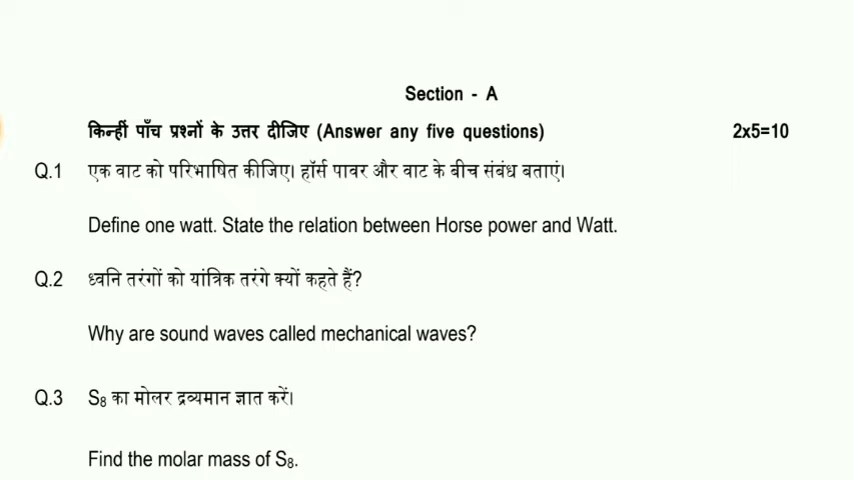 Section - A
किन्हीं पाँच प्रश्नों के उत्तर दीजिए (Answer any five questions) 2x5=10
Q.1 एक वाट को परिभाषित कीजिए। हॉर्स पावर और वाट के बीच संबंध बताएं।
Define one watt. State the relation between Horse power and Watt.
Q.2 ध्वनि तरंगों को यांत्रिक तरंगे क्यों कहते हैं?
Why are sound waves called mechanical waves?
Q.3 S₈ का मोलर द्रव्यमान ज्ञात करें।
Find the molar mass of S₈.